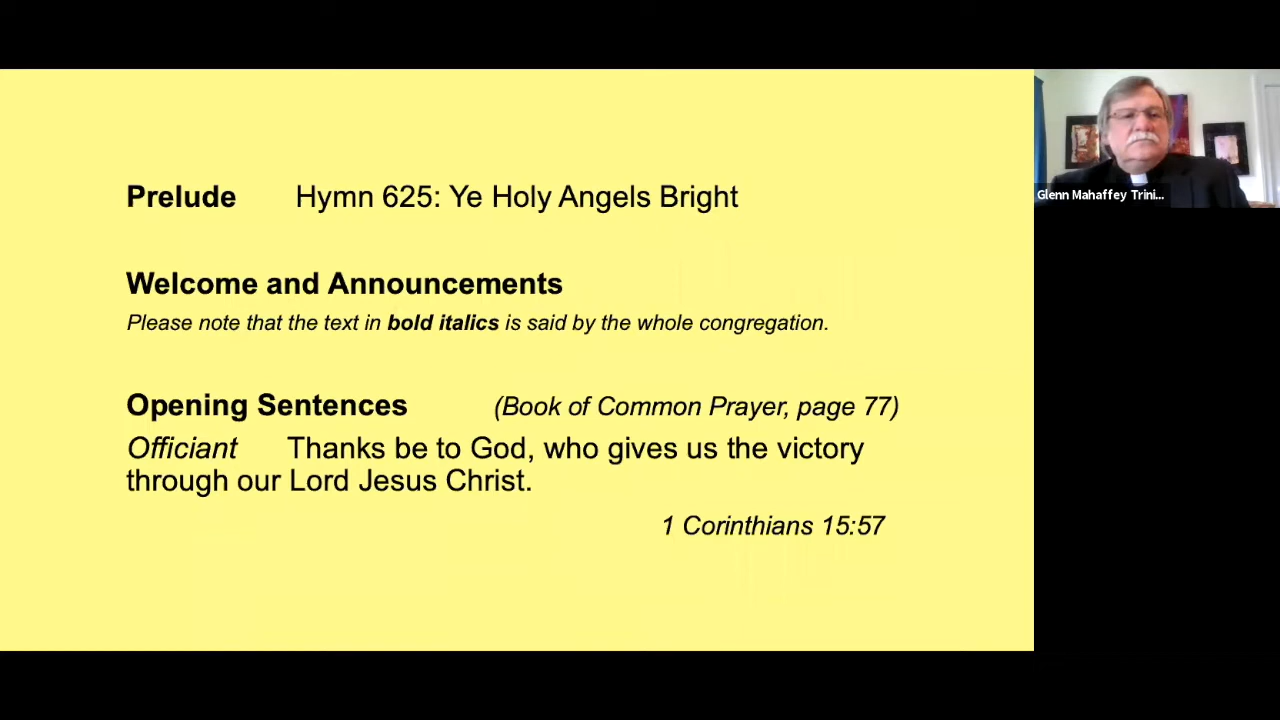 Prelude Hymn 625: Ye Holy Angels Bright
Welcome and Announcements
Please note that the text in bold italics is said by the whole congregation.
Opening Sentences (Book of Common Prayer, page 77)
Officiant Thanks be to God, who gives us the victory
through our Lord Jesus Christ.
1 Corinthians 15:57
Glenn Mahaffey Trini...